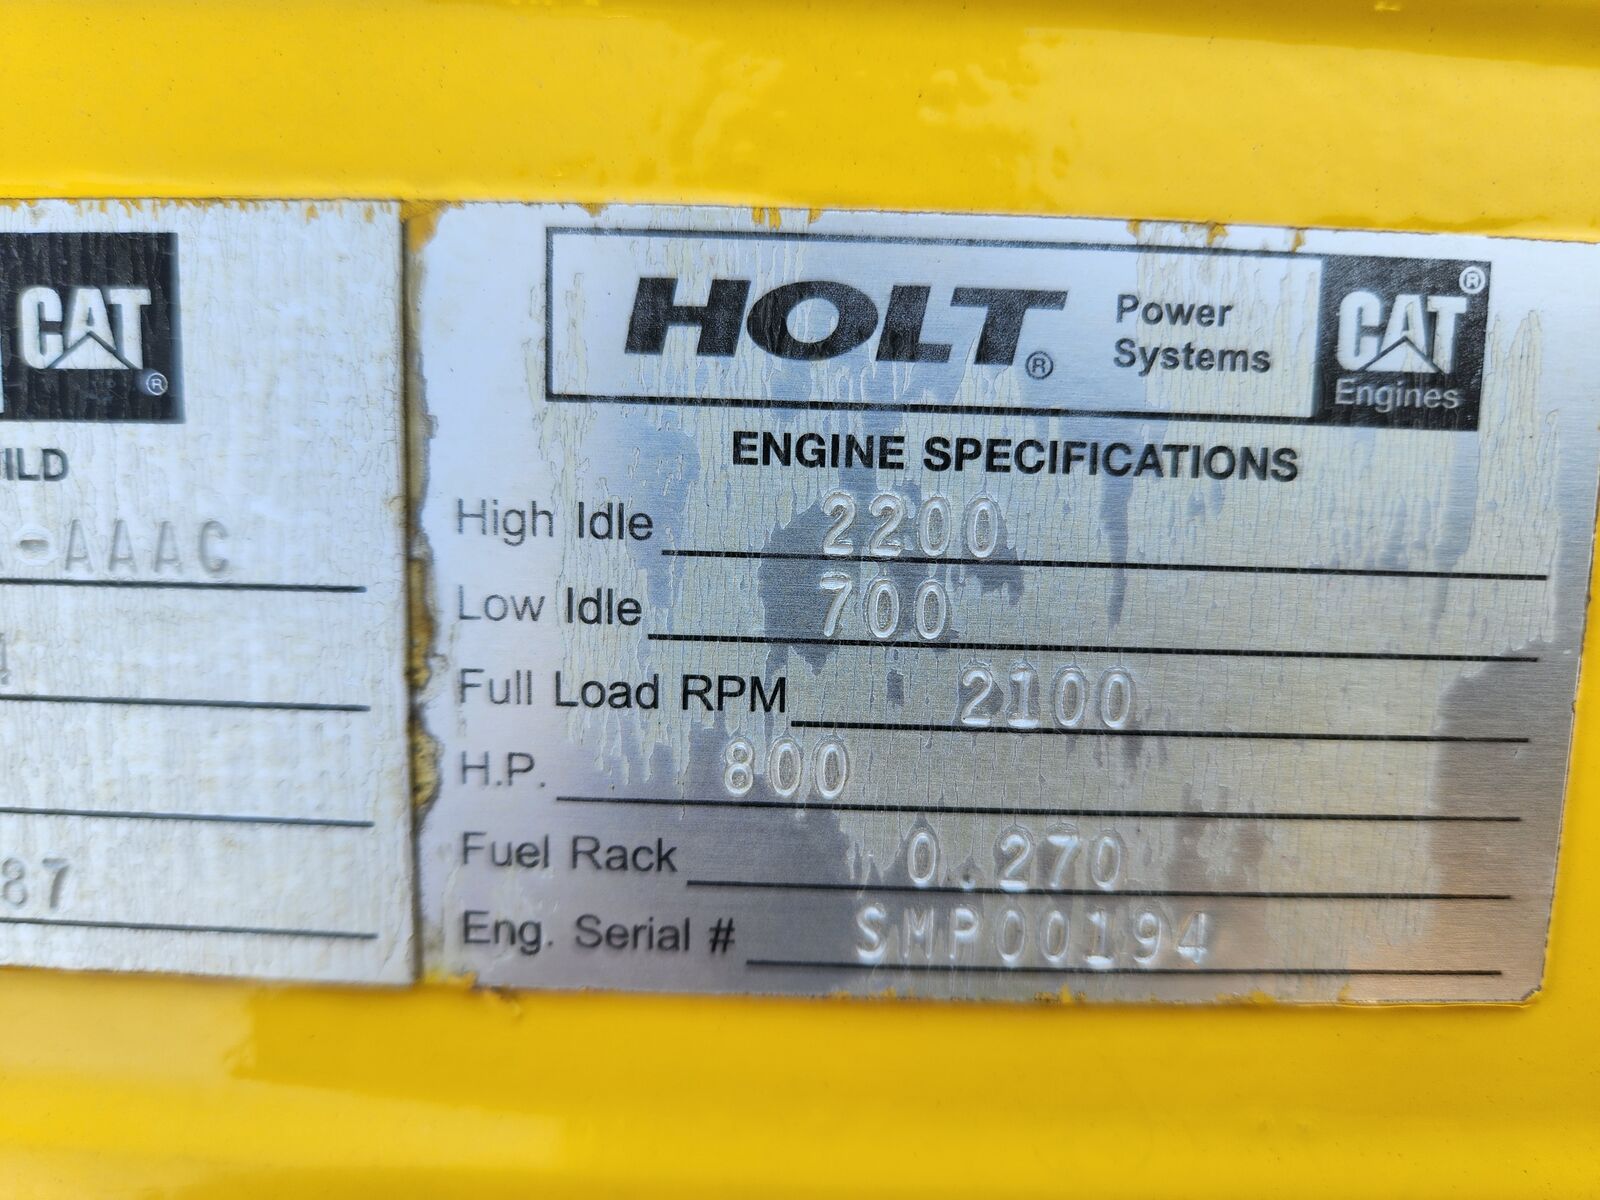 CAT®
ILD
-AAAC
4
87
HOLT® Power Systems CAT® Engines
ENGINE SPECIFICATIONS
High Idle 2200
Low Idle 700
Full Load RPM 2100
H.P. 800
Fuel Rack 0.270
Eng. Serial # SMP00194